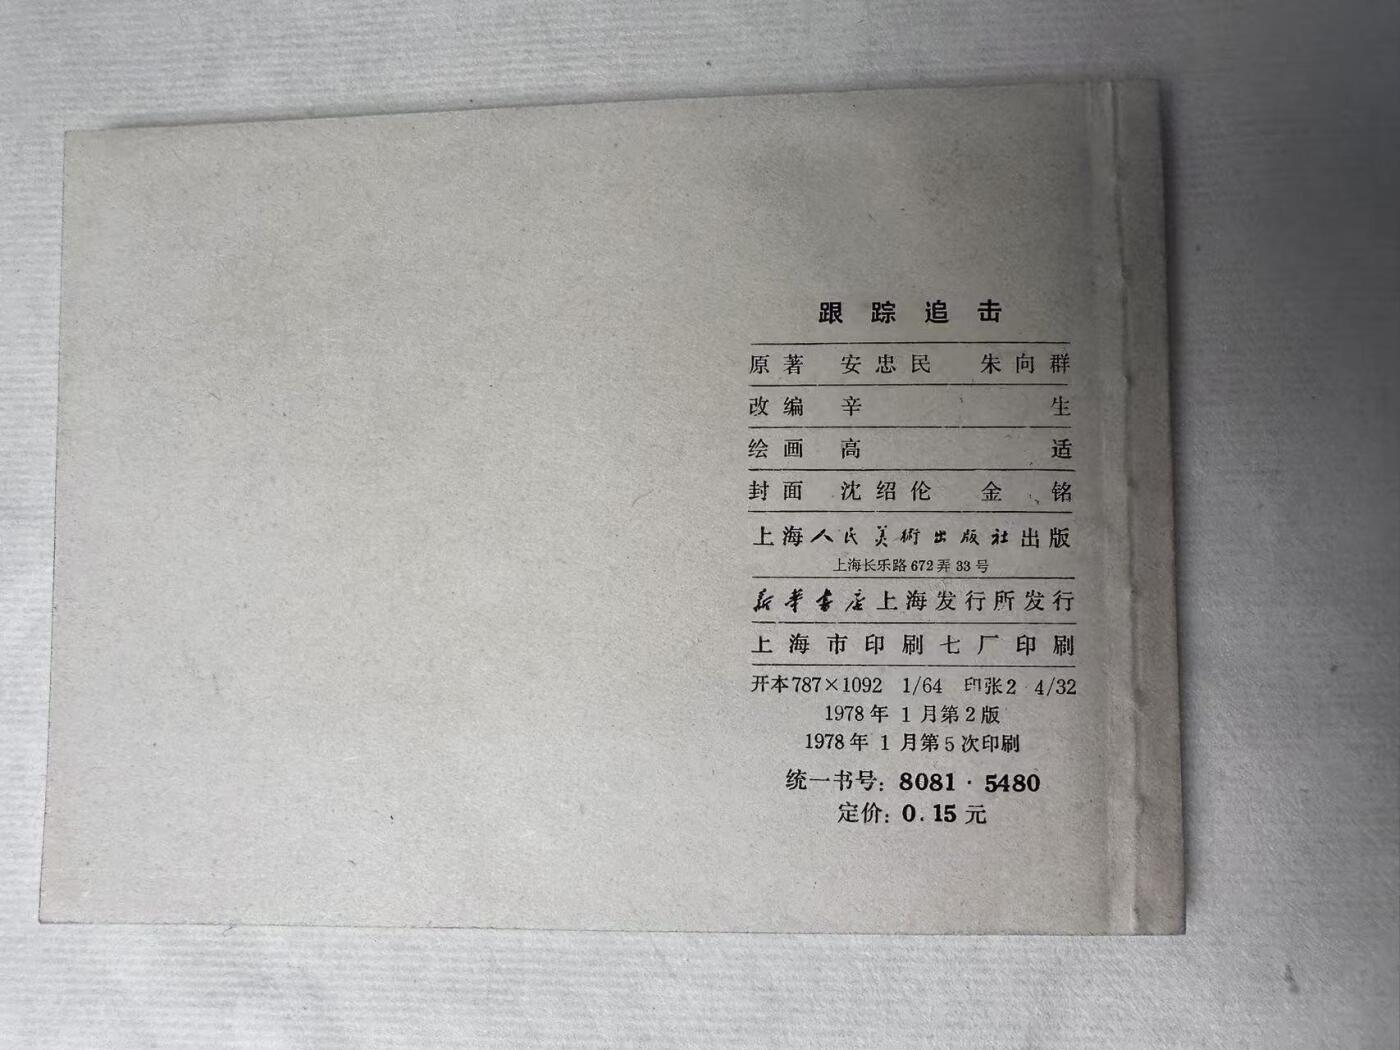 跟踪追击
原著 安忠民 朱向群
改编 辛生
绘画 高适
封面 沈绍伦 金铭
上海人民美術出版社出版
上海长乐路672弄33号
新华书店上海发行所发行
上海市印刷七厂印刷
开本787×1092 1/64 印张2 4/32
1978年1月第2版
1978年1月第5次印刷
统一书号：8081·5480
定价：0.15元